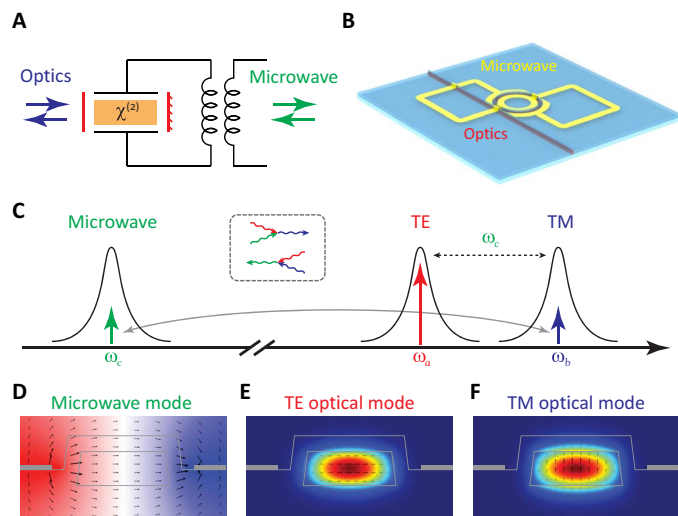 A
B
Optics
Microwave
χ(2)
Microwave
Optics
C
Microwave
TE
TM
ωc
ωc
ωa
ωb
D
E
F
Microwave mode
TE optical mode
TM optical mode